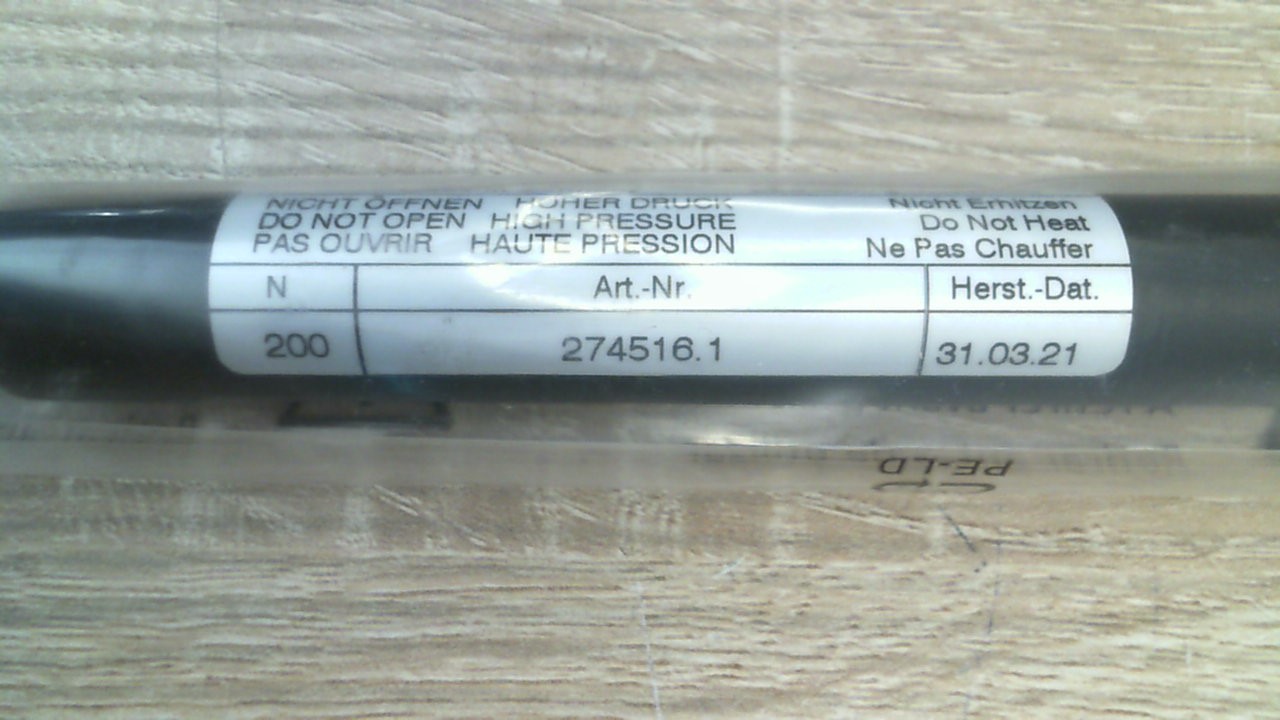 NICHT ÖFFNEN HOHER DRUCK Nicht Erhitzen
DO NOT OPEN HIGH PRESSURE Do Not Heat
PAS OUVRIR HAUTE PRESSION Ne Pas Chauffer
N Art.-Nr. Herst.-Dat.
200 274516.1 31.03.21
PE-LD